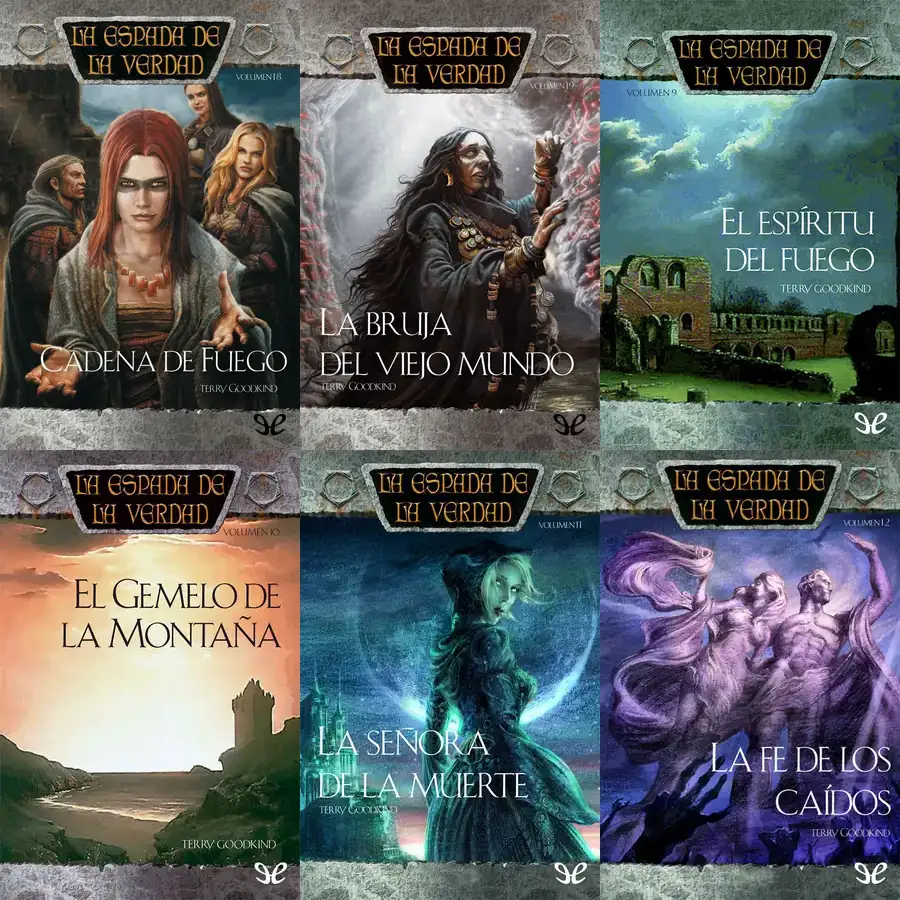 LA ESPADA DE
LA VERDAD
VOLUMEN 18
CADENA DE FUEGO
TERRY GOODKIND
LA ESPADA DE
LA VERDAD
VOLUMEN 19
LA BRUJA
DEL VIEJO MUNDO
TERRY GOODKIND
LA ESPADA DE
LA VERDAD
VOLUMEN 9
EL ESPÍRITU
DEL FUEGO
TERRY GOODKIND
LA ESPADA DE
LA VERDAD
VOLUMEN 10
EL GEMELO DE
LA MONTAÑA
TERRY GOODKIND
LA ESPADA DE
LA VERDAD
VOLUMEN 11
LA SEÑORA
DE LA MUERTE
TERRY GOODKIND
LA ESPADA DE
LA VERDAD
VOLUMEN 12
LA FE DE LOS
CAÍDOS
TERRY GOODKIND